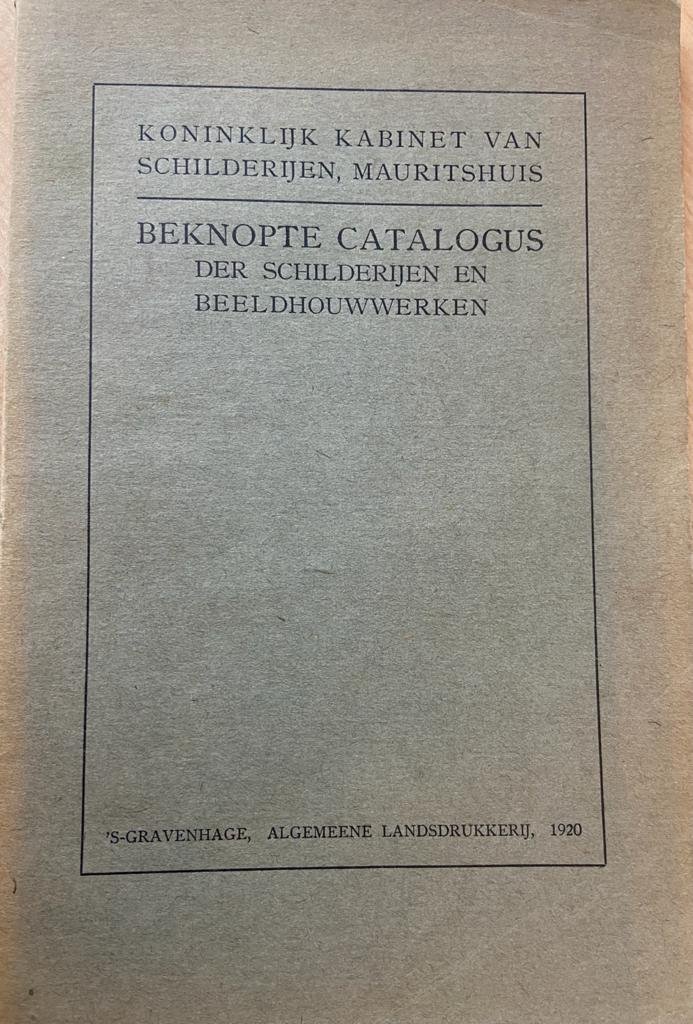 KONINKLIJK KABINET VAN
SCHILDERIJEN, MAURITSHUIS
BEKNOPTE CATALOGUS
DER SCHILDERIJEN EN
BEELDHOUWWERKEN
'S-GRAVENHAGE, ALGEMEENE LANDSDRUKKERIJ, 1920